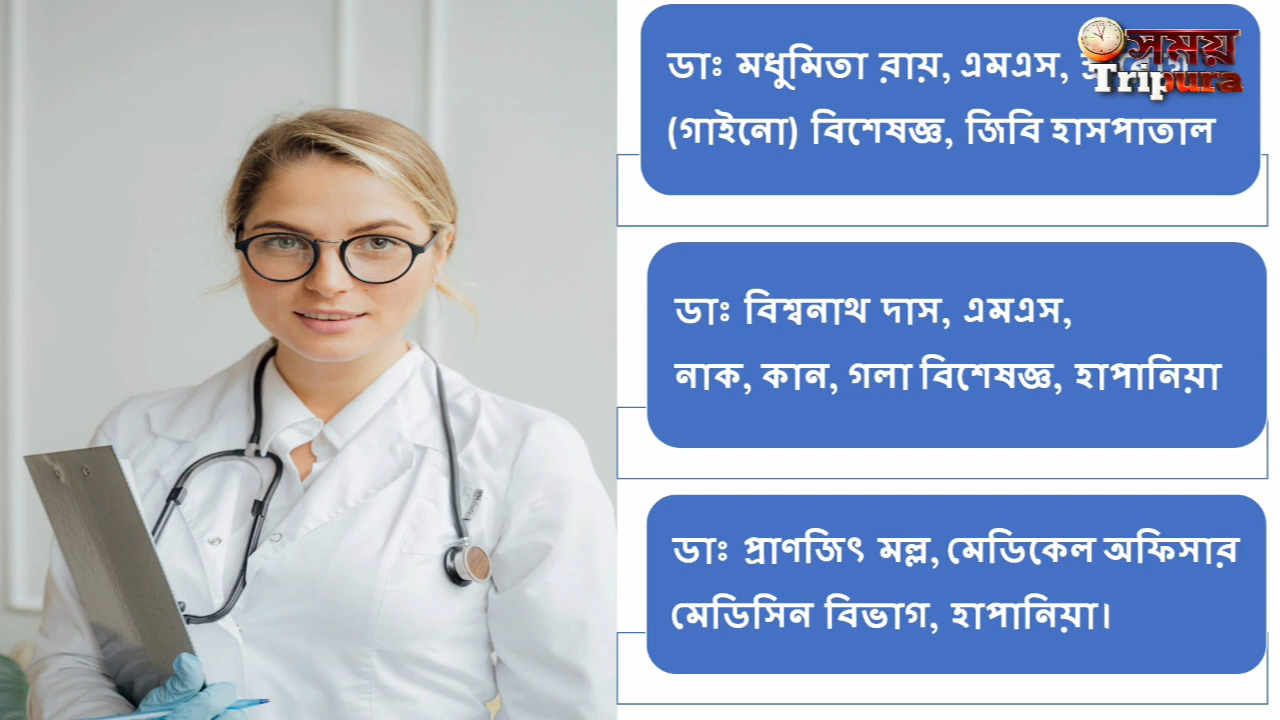 ডাঃ মধুমিতা রায়, এমএস,
(গাইনো) বিশেষজ্ঞ, জিবি হাসপাতাল
সময়
Tripura
ডাঃ বিশ্বনাথ দাস, এমএস,
নাক, কান, গলা বিশেষজ্ঞ, হাপানিয়া
ডাঃ প্রাণজিৎ মল্ল, মেডিকেল অফিসার
মেডিসিন বিভাগ, হাপানিয়া।